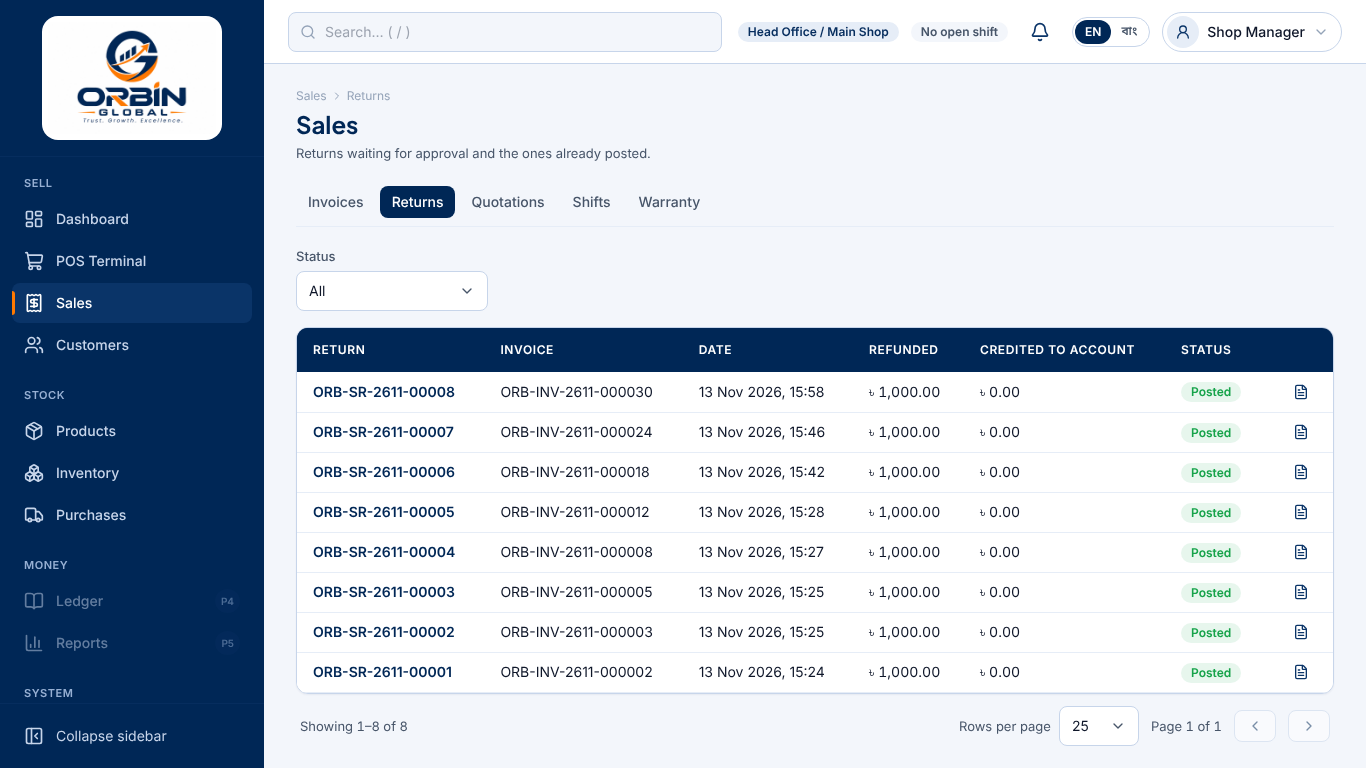 ORBIN
GLOBAL
Trust. Growth. Excellence.
SELL
Dashboard
POS Terminal
Sales
Customers
STOCK
Products
Inventory
Purchases
MONEY
Ledger P4
Reports P5
SYSTEM
Collapse sidebar
Search... ( / )
Head Office / Main Shop
No open shift
EN বাং
Shop Manager
Sales > Returns
Sales
Returns waiting for approval and the ones already posted.
Invoices Returns Quotations Shifts Warranty
Status
All
RETURN INVOICE DATE REFUNDED CREDITED TO ACCOUNT STATUS
ORB-SR-2611-00008 ORB-INV-2611-000030 13 Nov 2026, 15:58 ৳ 1,000.00 ৳ 0.00 Posted
ORB-SR-2611-00007 ORB-INV-2611-000024 13 Nov 2026, 15:46 ৳ 1,000.00 ৳ 0.00 Posted
ORB-SR-2611-00006 ORB-INV-2611-000018 13 Nov 2026, 15:42 ৳ 1,000.00 ৳ 0.00 Posted
ORB-SR-2611-00005 ORB-INV-2611-000012 13 Nov 2026, 15:28 ৳ 1,000.00 ৳ 0.00 Posted
ORB-SR-2611-00004 ORB-INV-2611-000008 13 Nov 2026, 15:27 ৳ 1,000.00 ৳ 0.00 Posted
ORB-SR-2611-00003 ORB-INV-2611-000005 13 Nov 2026, 15:25 ৳ 1,000.00 ৳ 0.00 Posted
ORB-SR-2611-00002 ORB-INV-2611-000003 13 Nov 2026, 15:25 ৳ 1,000.00 ৳ 0.00 Posted
ORB-SR-2611-00001 ORB-INV-2611-000002 13 Nov 2026, 15:24 ৳ 1,000.00 ৳ 0.00 Posted
Showing 1–8 of 8
Rows per page 25 Page 1 of 1